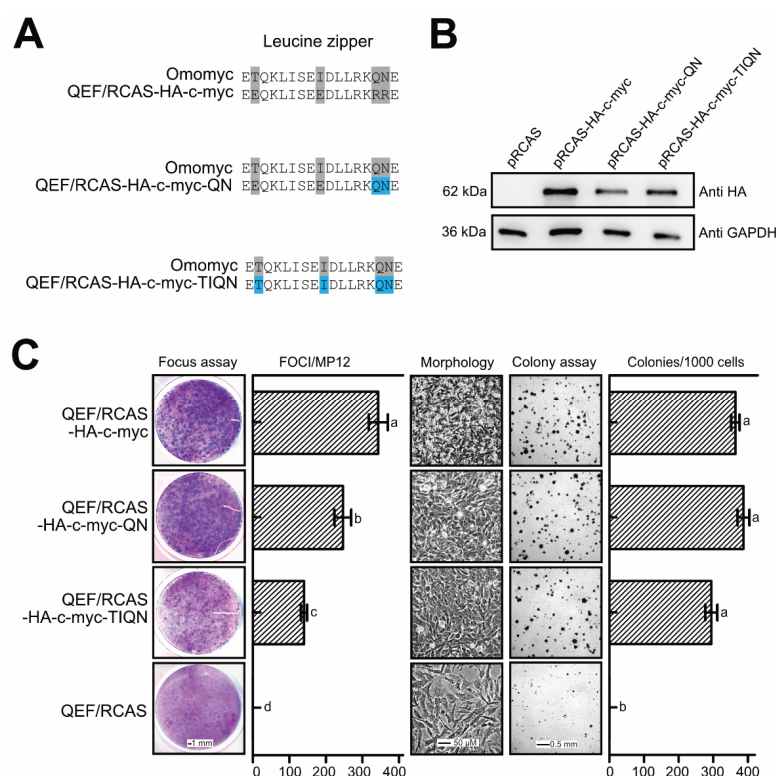 A
Leucine zipper
Omomyc ETQKLISEIDLLRKQNE
QEF/RCAS-HA-c-myc EEQKLISEEDLLRKRRE
Omomyc ETQKLISEIDLLRKQNE
QEF/RCAS-HA-c-myc-QN EEQKLISEEDLLRKQNE
Omomyc ETQKLISEIDLLRKQNE
QEF/RCAS-HA-c-myc-TIQN ETQKLISEIDLLRKQNE
B
pRCAS pRCAS-HA-c-myc pRCAS-HA-c-myc-QN pRCAS-HA-c-myc-TIQN
62 kDa Anti HA
36 kDa Anti GAPDH
C
Focus assay FOCI/MP12 Morphology Colony assay Colonies/1000 cells
QEF/RCAS
-HA-c-myc
a a
QEF/RCAS
-HA-c-myc-QN
b a
QEF/RCAS
-HA-c-myc-TIQN
c a
QEF/RCAS
d b
1 mm 50 µM 0.5 mm
0 100 200 300 400 0 100 200 300 400